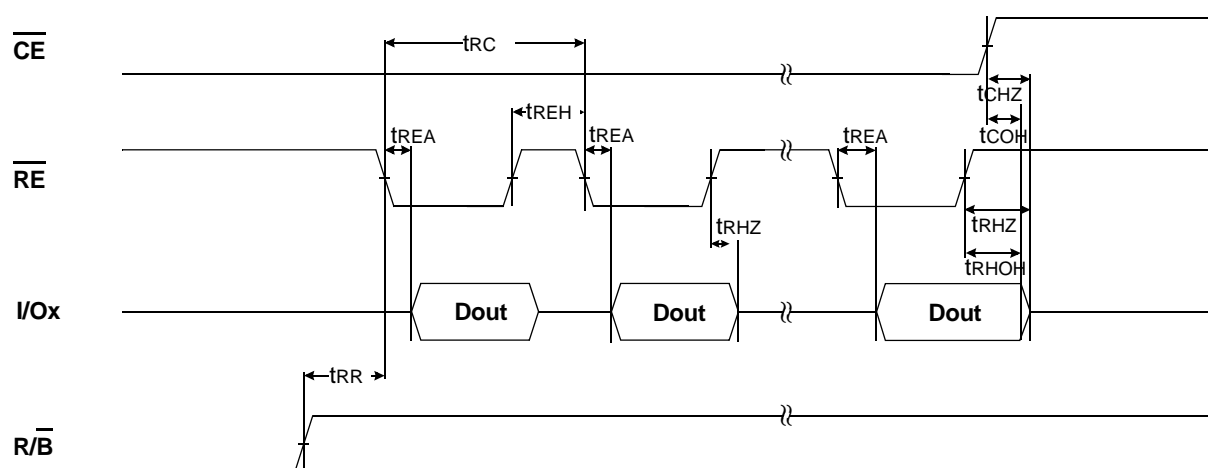 CE
tRC
tCHZ
tREH
tCOH
tREA
tREA
tREA
RE
tRHZ
tRHZ
tRHOH
I/Ox
Dout
Dout
Dout
tRR
R/B